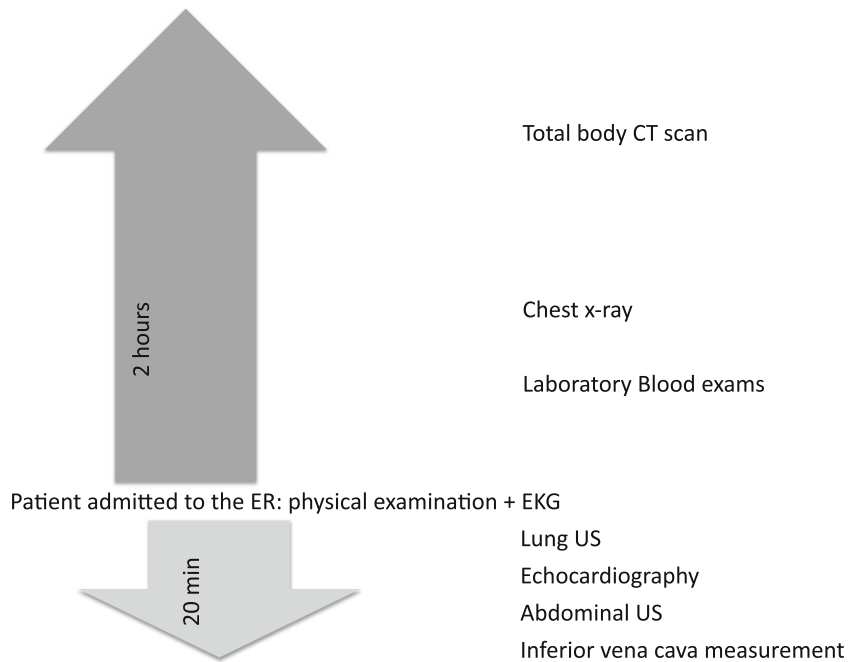 Total body CT scan
Chest x-ray
2 hours
Laboratory Blood exams
Patient admitted to the ER: physical examination + EKG
Lung US
Echocardiography
20 min
Abdominal US
Inferior vena cava measurement